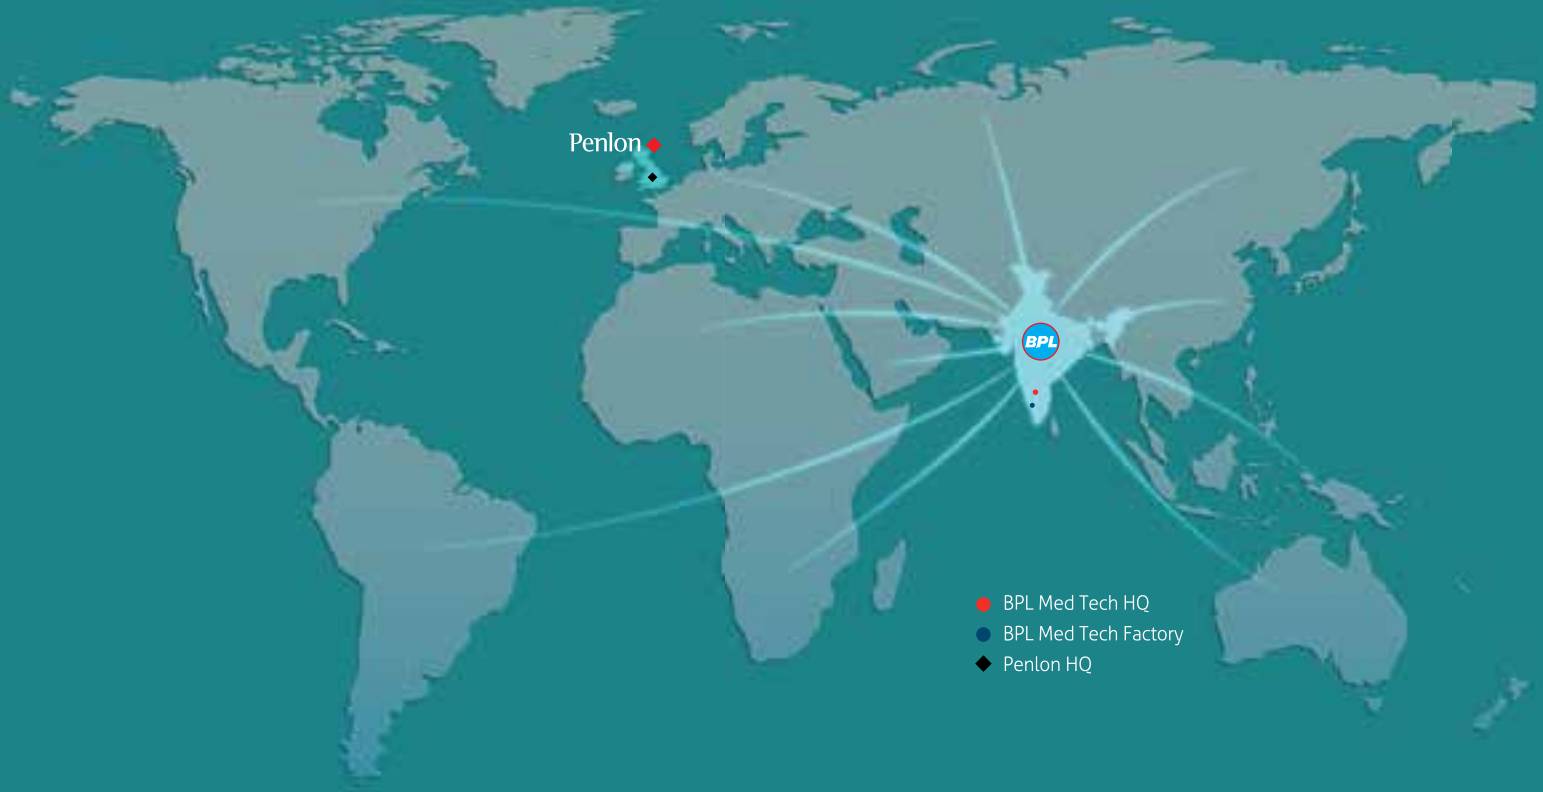 Penlon
BPL
BPL Med Tech HQ
BPL Med Tech Factory
Penlon HQ